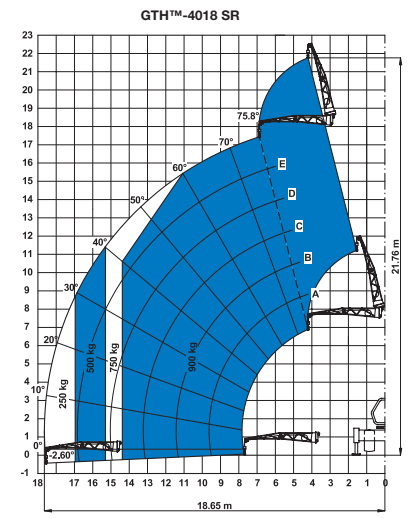 GTH™-4018 SR
23
22
21
20
19
18
17
16
15
14
13
12
11
10
9
8
7
6
5
4
3
2
1
0
-1
75.8°
70°
60°
50°
40°
30°
20°
10°
0°
-2.60°
E
D
C
B
A
250 kg
500 kg
750 kg
900 kg
21.76 m
18 17 16 15 14 13 12 11 10 9 8 7 6 5 4 3 2 1 0
18.65 m